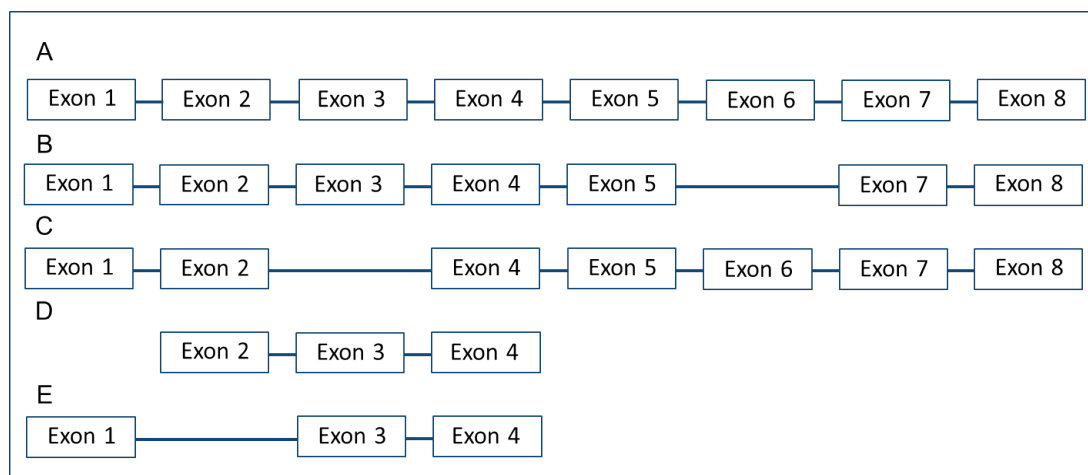 A
Exon 1 Exon 2 Exon 3 Exon 4 Exon 5 Exon 6 Exon 7 Exon 8
B
Exon 1 Exon 2 Exon 3 Exon 4 Exon 5 Exon 7 Exon 8
C
Exon 1 Exon 2 Exon 4 Exon 5 Exon 6 Exon 7 Exon 8
D
Exon 2 Exon 3 Exon 4
E
Exon 1 Exon 3 Exon 4